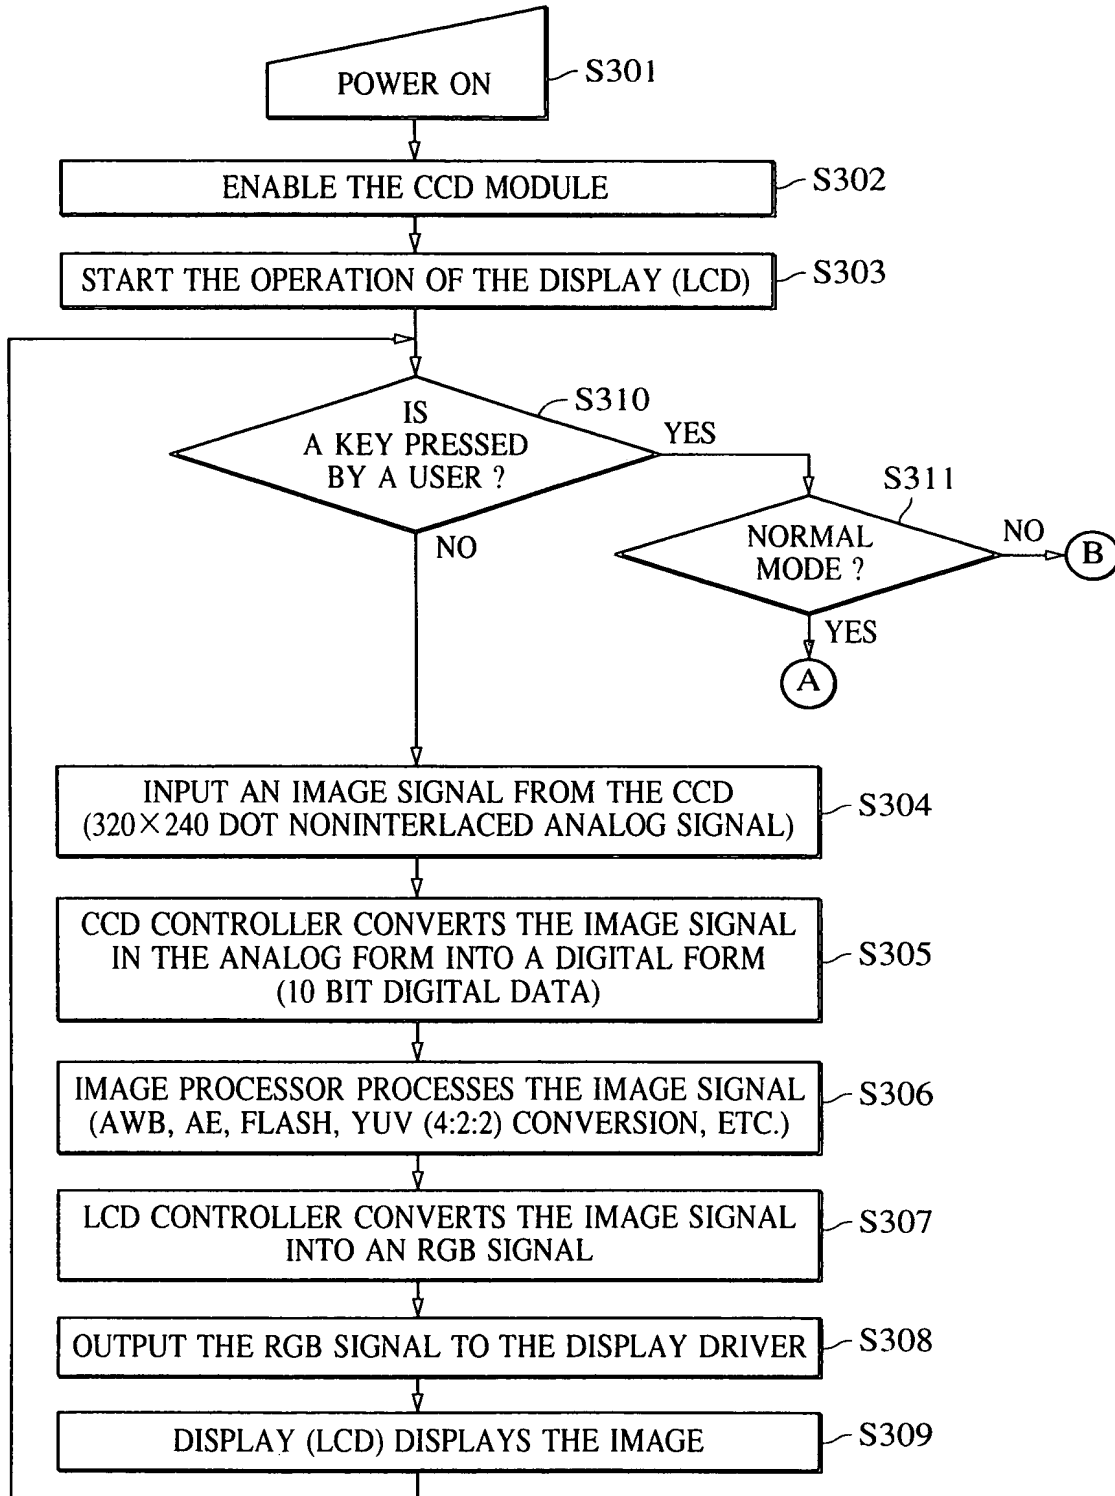 POWER ON
S301
ENABLE THE CCD MODULE
S302
START THE OPERATION OF THE DISPLAY (LCD)
S303
IS
A KEY PRESSED
BY A USER ?
S310
YES
NO
NORMAL
MODE ?
S311
NO
B
YES
A
INPUT AN IMAGE SIGNAL FROM THE CCD
(320×240 DOT NONINTERLACED ANALOG SIGNAL)
S304
CCD CONTROLLER CONVERTS THE IMAGE SIGNAL
IN THE ANALOG FORM INTO A DIGITAL FORM
(10 BIT DIGITAL DATA)
S305
IMAGE PROCESSOR PROCESSES THE IMAGE SIGNAL
(AWB, AE, FLASH, YUV (4:2:2) CONVERSION, ETC.)
S306
LCD CONTROLLER CONVERTS THE IMAGE SIGNAL
INTO AN RGB SIGNAL
S307
OUTPUT THE RGB SIGNAL TO THE DISPLAY DRIVER
S308
DISPLAY (LCD) DISPLAYS THE IMAGE
S309